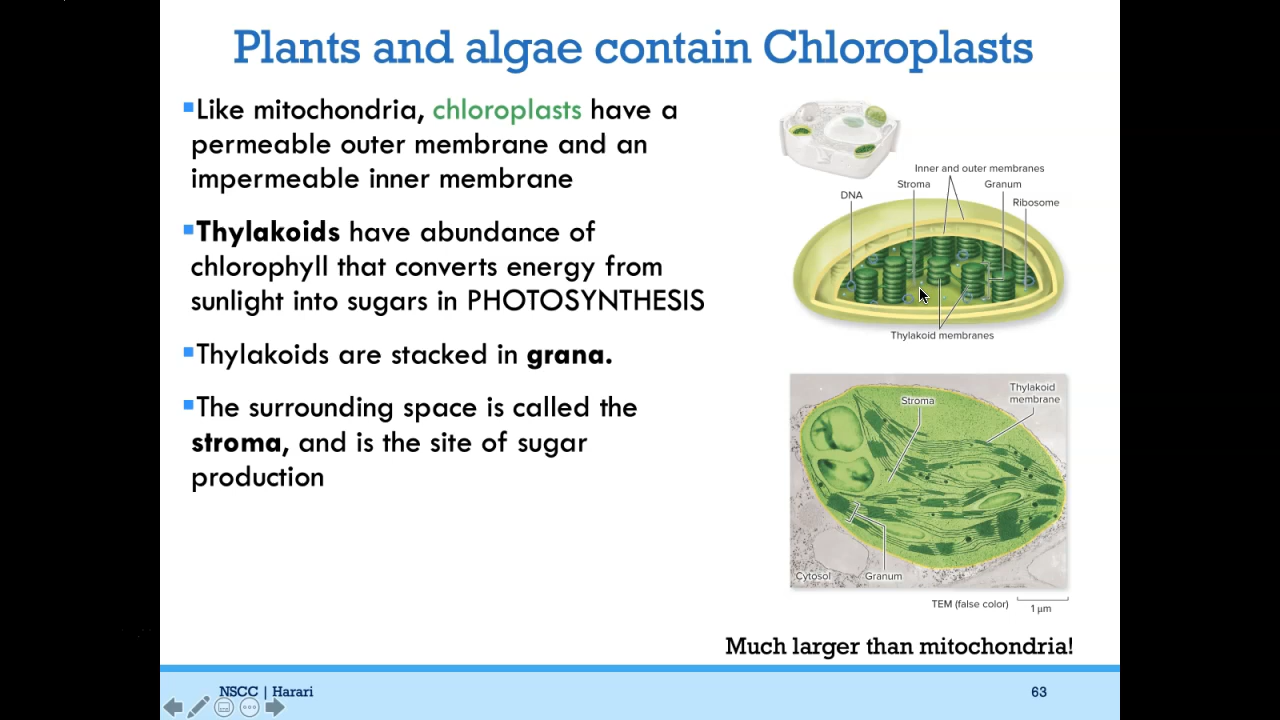 Plants and algae contain Chloroplasts
▪Like mitochondria, chloroplasts have a
permeable outer membrane and an
impermeable inner membrane
▪Thylakoids have abundance of
chlorophyll that converts energy from
sunlight into sugars in PHOTOSYNTHESIS
▪Thylakoids are stacked in grana.
▪The surrounding space is called the
stroma, and is the site of sugar
production
Inner and outer membranes
Stroma
Granum
DNA
Ribosome
Thylakoid membranes
Thylakoid
membrane
Stroma
Cytosol
Granum
TEM (false color)
1 µm
Much larger than mitochondria!
NSCC | Harari
63